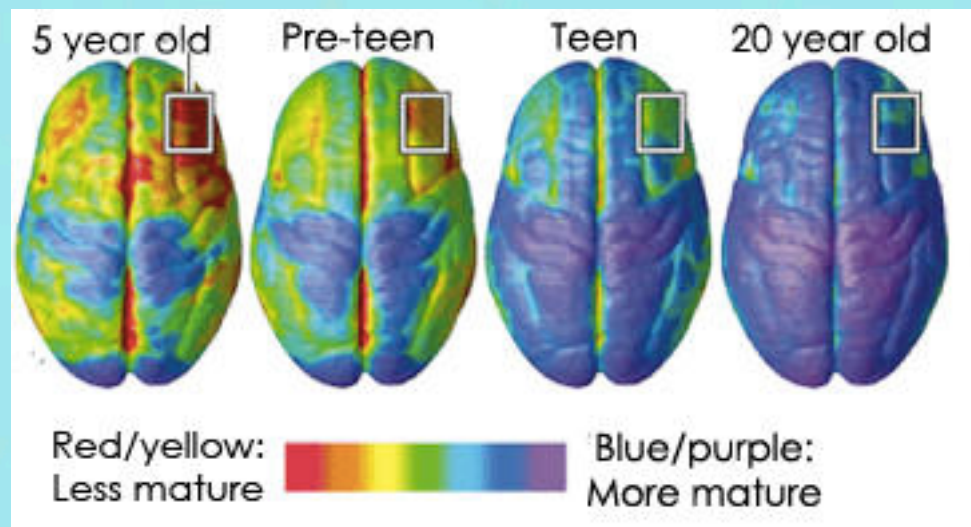 5 year old
Pre-teen
Teen
20 year old
Red/yellow:
Less mature
Blue/purple:
More mature